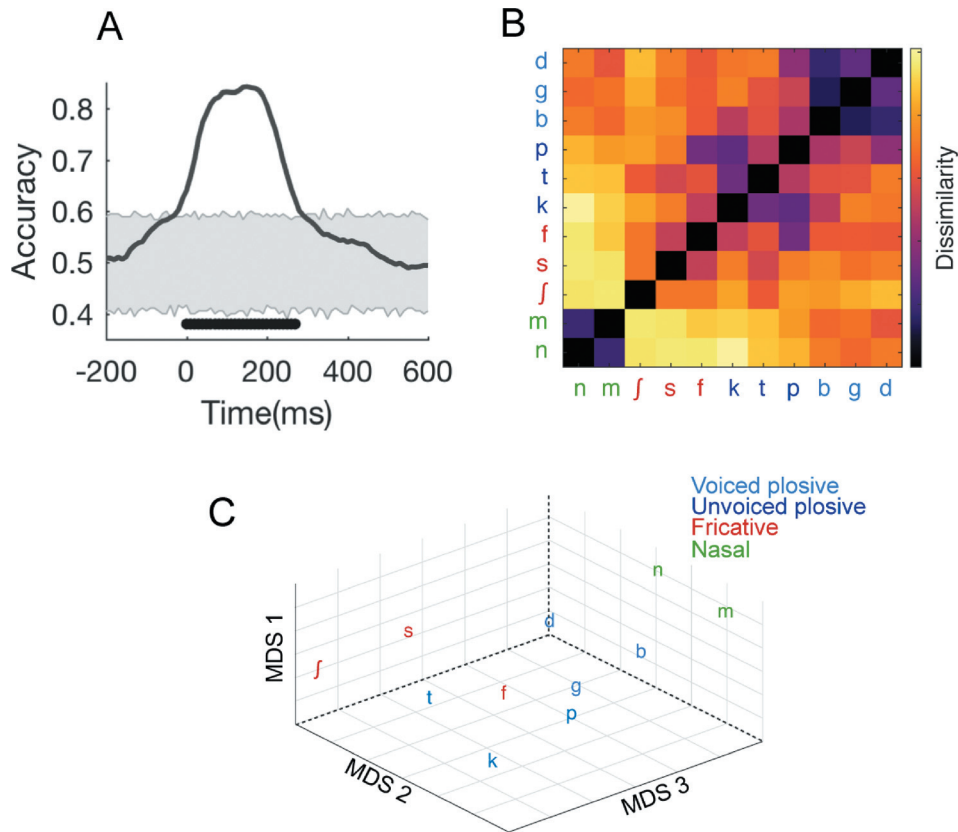 A
Accuracy
0.8
0.7
0.6
0.5
0.4
-200 0 200 400 600
Time(ms)
B
d
g
b
p
t
k
f
s
ʃ
m
n
n m ʃ s f k t p b g d
Dissimilarity
C
Voiced plosive
Unvoiced plosive
Fricative
Nasal
MDS 1
MDS 2
MDS 3
n
m
d
s
b
ʃ
g
f
t
p
k